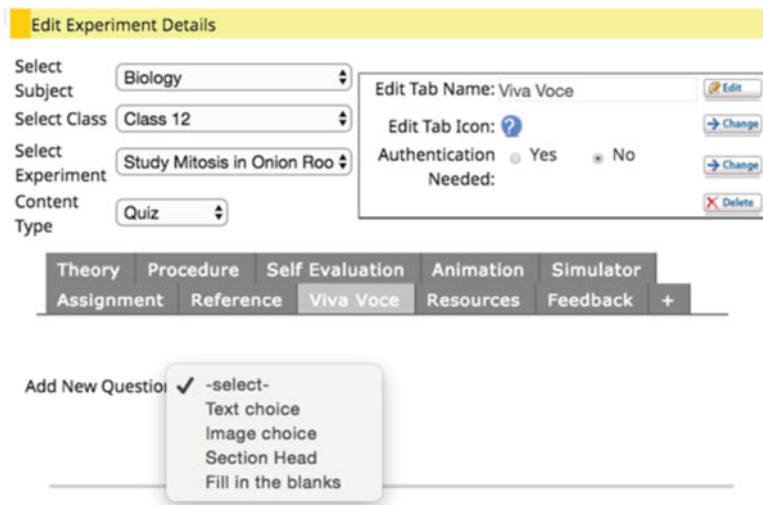 Edit Experiment Details
Select Subject
Biology
Select Class
Class 12
Select Experiment
Study Mitosis in Onion Roo
Content Type
Quiz
Edit Tab Name: Viva Voce
Edit
Edit Tab Icon: ?
Change
Authentication Needed:
Yes
No
Change
Delete
Theory Procedure Self Evaluation Animation Simulator
Assignment Reference Viva Voce Resources Feedback +
Add New Question
-select-
Text choice
Image choice
Section Head
Fill in the blanks